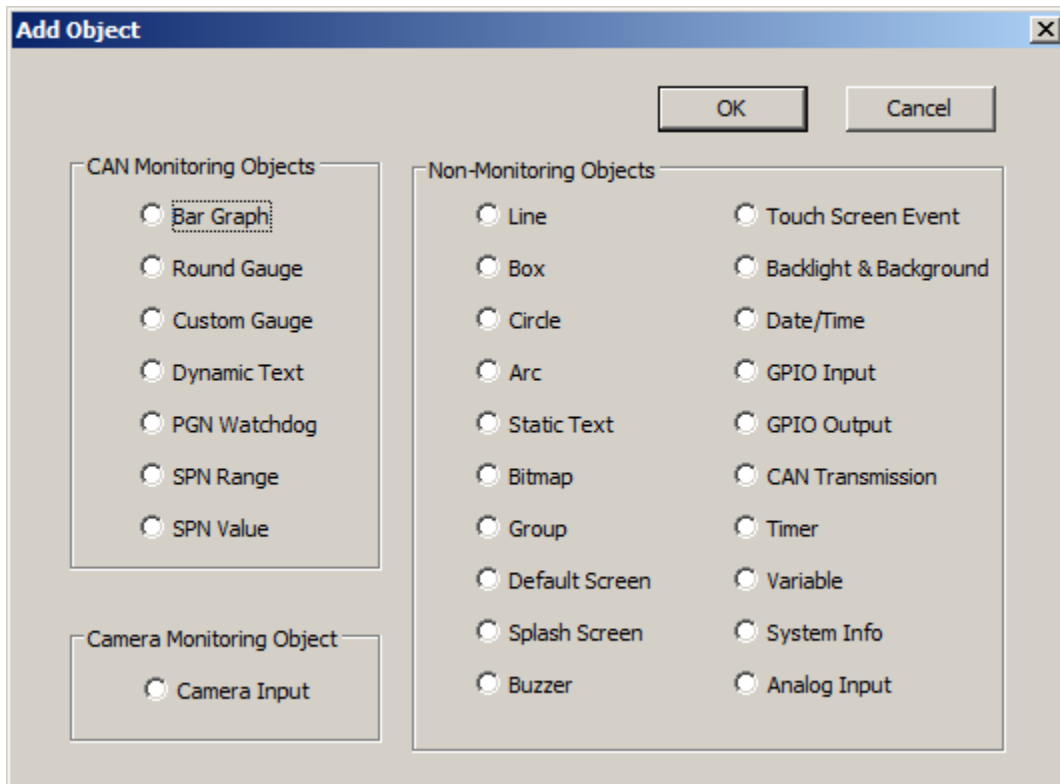 Add Object
OK
Cancel
CAN Monitoring Objects
Bar Graph
Round Gauge
Custom Gauge
Dynamic Text
PGN Watchdog
SPN Range
SPN Value
Camera Monitoring Object
Camera Input
Non-Monitoring Objects
Line
Box
Circle
Arc
Static Text
Bitmap
Group
Default Screen
Splash Screen
Buzzer
Touch Screen Event
Backlight & Background
Date/Time
GPIO Input
GPIO Output
CAN Transmission
Timer
Variable
System Info
Analog Input